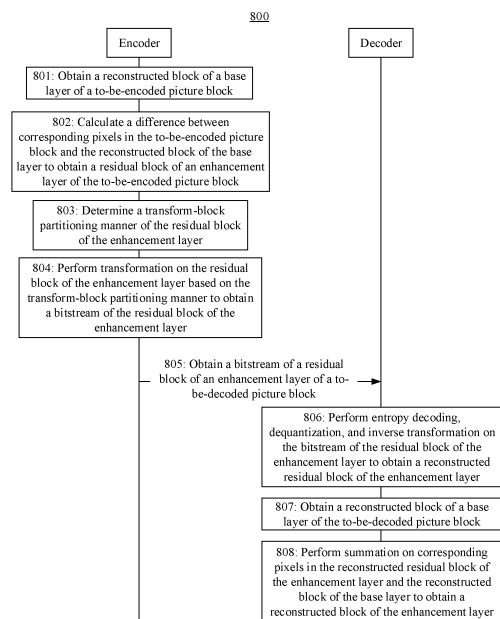 800
Encoder
Decoder
801: Obtain a reconstructed block of a base
layer of a to-be-encoded picture block
802: Calculate a difference between
corresponding pixels in the to-be-encoded picture
block and the reconstructed block of the base
layer to obtain a residual block of an enhancement
layer of the to-be-encoded picture block
803: Determine a transform-block
partitioning manner of the residual block
of the enhancement layer
804: Perform transformation on the residual
block of the enhancement layer based on the
transform-block partitioning manner to obtain
a bitstream of the residual block of the
enhancement layer
805: Obtain a bitstream of a residual
block of an enhancement layer of a to-
be-decoded picture block
806: Perform entropy decoding,
dequantization, and inverse transformation on
the bitstream of the residual block of the
enhancement layer to obtain a reconstructed
residual block of the enhancement layer
807: Obtain a reconstructed block of a base
layer of the to-be-decoded picture block
808: Perform summation on corresponding
pixels in the reconstructed residual block of
the enhancement layer and the reconstructed
block of the base layer to obtain a
reconstructed block of the enhancement layer